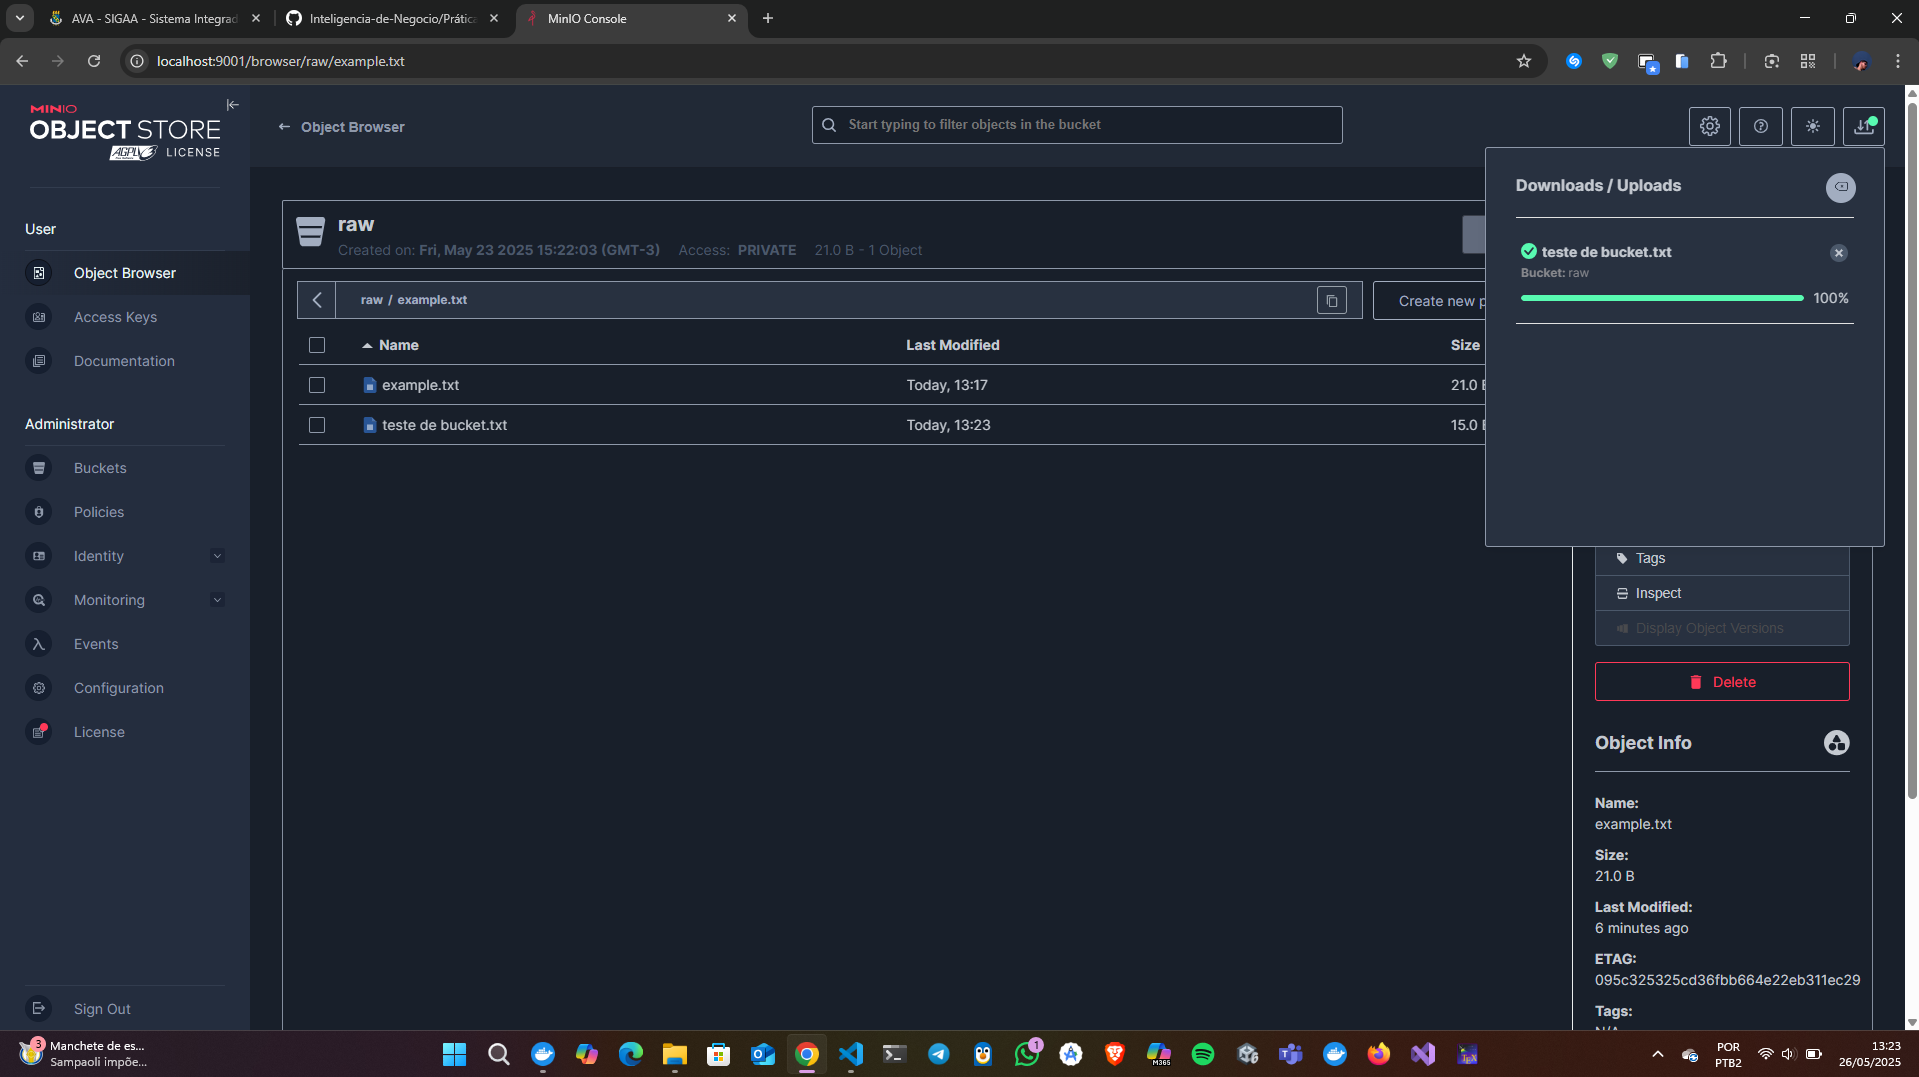 AVA - SIGAA - Sistema Integrad
Inteligencia-de-Negocio/Prátic
MinIO Console
localhost:9001/browser/raw/example.txt
MINIO
OBJECT STORE
AGPLv3 LICENSE
Object Browser
Start typing to filter objects in the bucket
User
Object Browser
Access Keys
Documentation
Administrator
Buckets
Policies
Identity
Monitoring
Events
Configuration
License
Sign Out
raw
Created on: Fri, May 23 2025 15:22:03 (GMT-3) Access: PRIVATE 21.0 B - 1 Object
raw / example.txt
Create new p
Name Last Modified Size
example.txt Today, 13:17 21.0 B
teste de bucket.txt Today, 13:23 15.0 B
Downloads / Uploads
teste de bucket.txt
Bucket: raw
100%
Tags
Inspect
Display Object Versions
Delete
Object Info
Name:
example.txt
Size:
21.0 B
Last Modified:
6 minutes ago
ETAG:
095c325325cd36fbb664e22eb311ec29
Tags:
N/A
3
Manchete de es...
Sampaoli impõe...
1
M365
POR
PTB2
13:23
26/05/2025